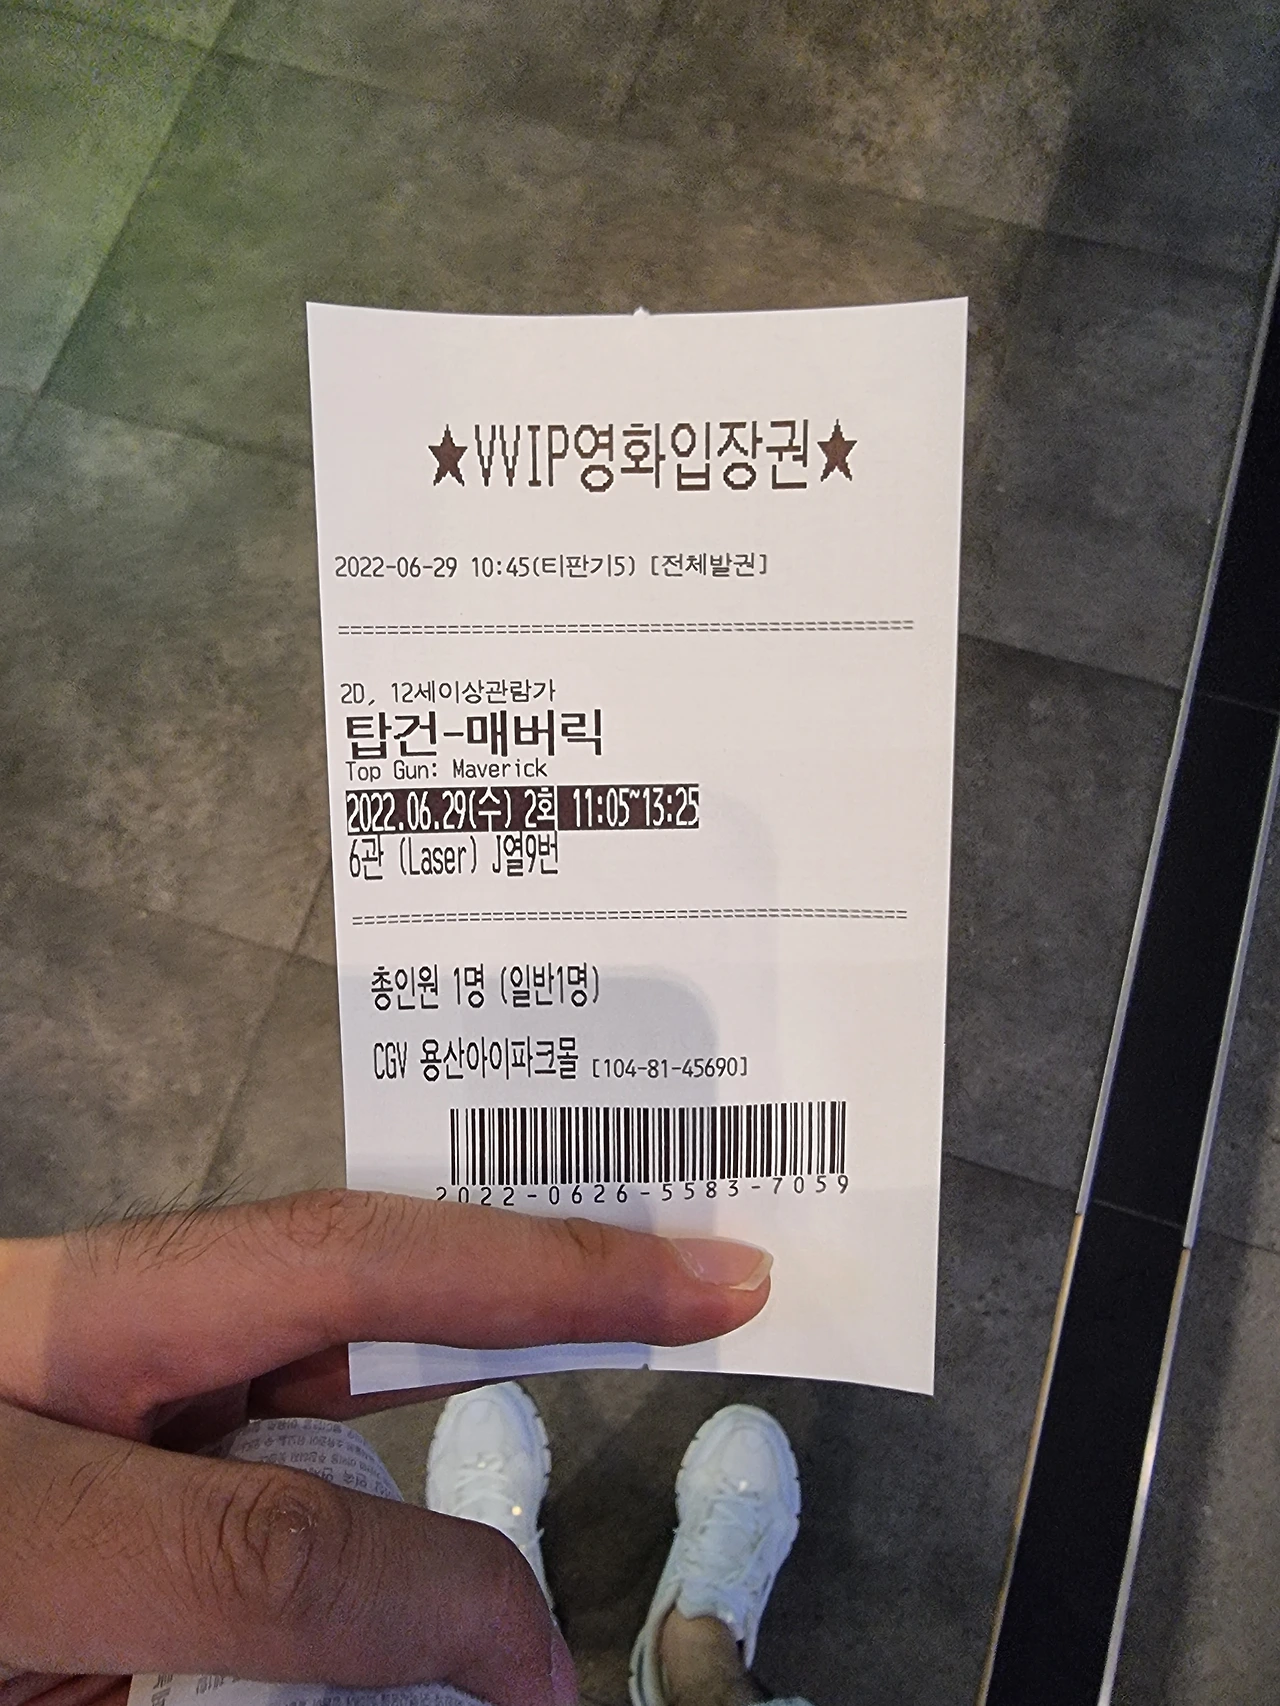 ★VVIP영화입장권★
2022-06-29 10:45(티판기5) [전체발권]
================================================
2D, 12세이상관람가
탑건-매버릭
Top Gun: Maverick
2022.06.29(수) 2회 11:05~13:25
6관 (Laser) J열9번
================================================
총인원 1명 (일반1명)
CGV 용산아이파크몰 [104-81-45690]
2022-0626-5583-7059